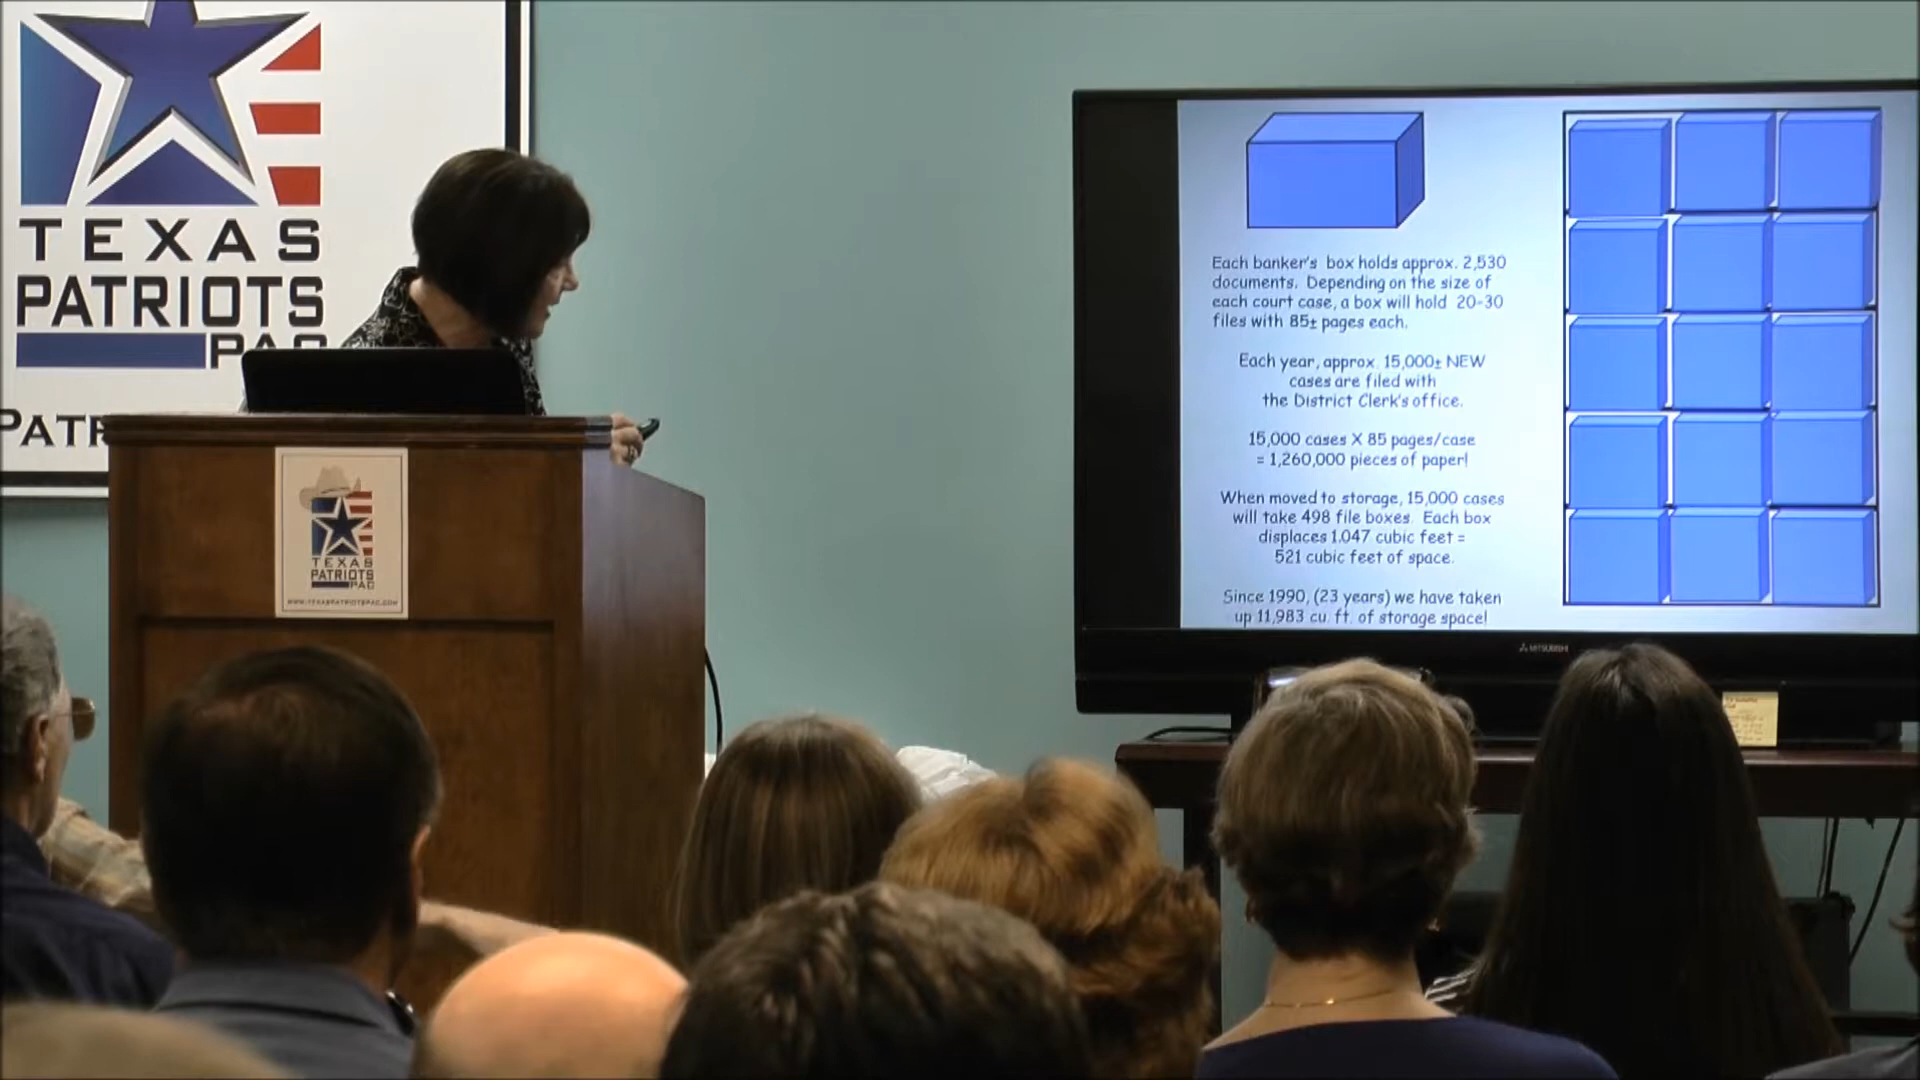 TEXAS
PATRIOTS
PAC
PATR
TEXAS
PATRIOTS
PAC
WWW.TEXASPATRIOTSPAC.COM
Each banker's box holds approx. 2,530
documents. Depending on the size of
each court case, a box will hold 20-30
files with 85± pages each.
Each year, approx. 15,000± NEW
cases are filed with
the District Clerk's office.
15,000 cases X 85 pages/case
= 1,260,000 pieces of paper!
When moved to storage, 15,000 cases
will take 498 file boxes. Each box
displaces 1.047 cubic feet =
521 cubic feet of space.
Since 1990, (23 years) we have taken
up 11,983 cu. ft. of storage space!
MITSUBISHI